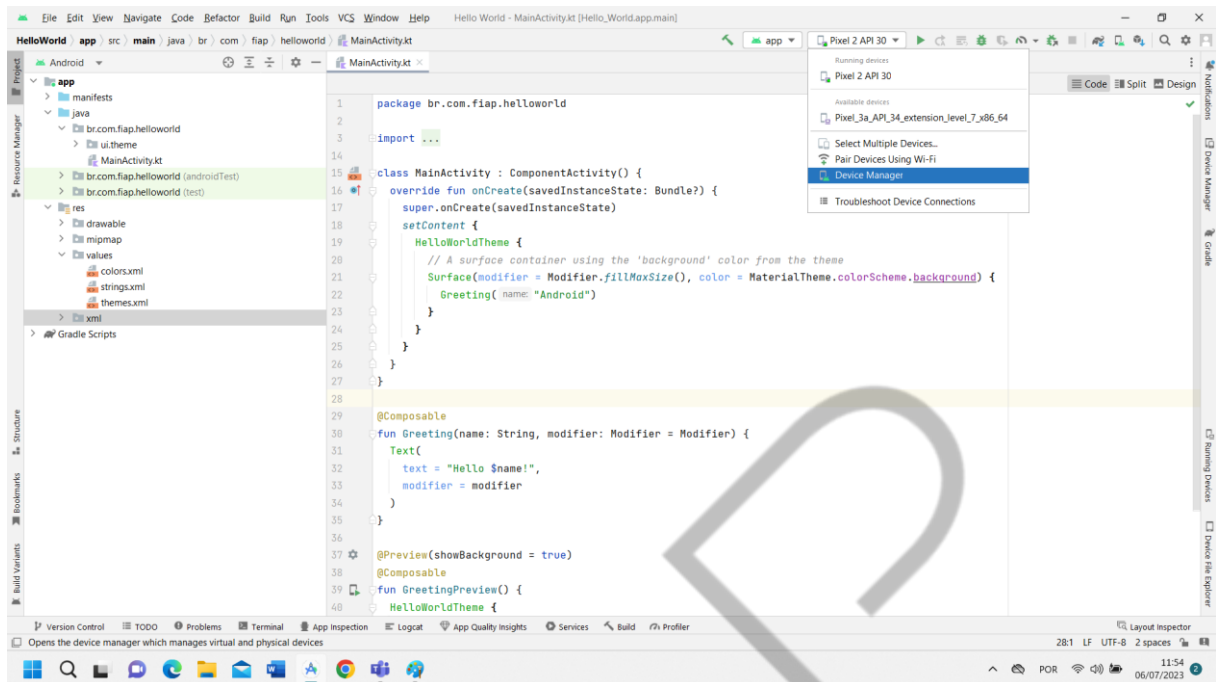 File Edit View Navigate Code Refactor Build Run Tools VCS Window Help Hello World - MainActivity.kt [Hello_World.app.main]
HelloWorld app src main java br com fiap helloworld MainActivity.kt app Pixel 2 API 30
Project
Resource Manager
Structure
Bookmarks
Build Variants
Android
app
manifests
java
br.com.fiap.helloworld
ui.theme
MainActivity.kt
br.com.fiap.helloworld (androidTest)
br.com.fiap.helloworld (test)
res
drawable
mipmap
values
colors.xml
strings.xml
themes.xml
xml
Gradle Scripts
MainActivity.kt
Code Split Design
Running devices
Pixel 2 API 30
Available devices
Pixel_3a_API_34_extension_level_7_x86_64
Select Multiple Devices...
Pair Devices Using Wi-Fi
Device Manager
Troubleshoot Device Connections
1 package br.com.fiap.helloworld
2
3 import ...
14
15 class MainActivity : ComponentActivity() {
16 override fun onCreate(savedInstanceState: Bundle?) {
17 super.onCreate(savedInstanceState)
18 setContent {
19 HelloWorldTheme {
20 // A surface container using the 'background' color from the theme
21 Surface(modifier = Modifier.fillMaxSize(), color = MaterialTheme.colorScheme.background) {
22 Greeting( name: "Android")
23 }
24 }
25 }
26 }
27 }
28
29 @Composable
30 fun Greeting(name: String, modifier: Modifier = Modifier) {
31 Text(
32 text = "Hello $name!",
33 modifier = modifier
34 )
35 }
36
37 @Preview(showBackground = true)
38 @Composable
39 fun GreetingPreview() {
40 HelloWorldTheme {
Notifications
Device Manager
Gradle
Running Devices
Device File Explorer
Version Control TODO Problems Terminal App Inspection Logcat App Quality Insights Services Build Profiler Layout Inspector
Opens the device manager which manages virtual and physical devices 28:1 LF UTF-8 2 spaces
POR 11:54
06/07/2023 2